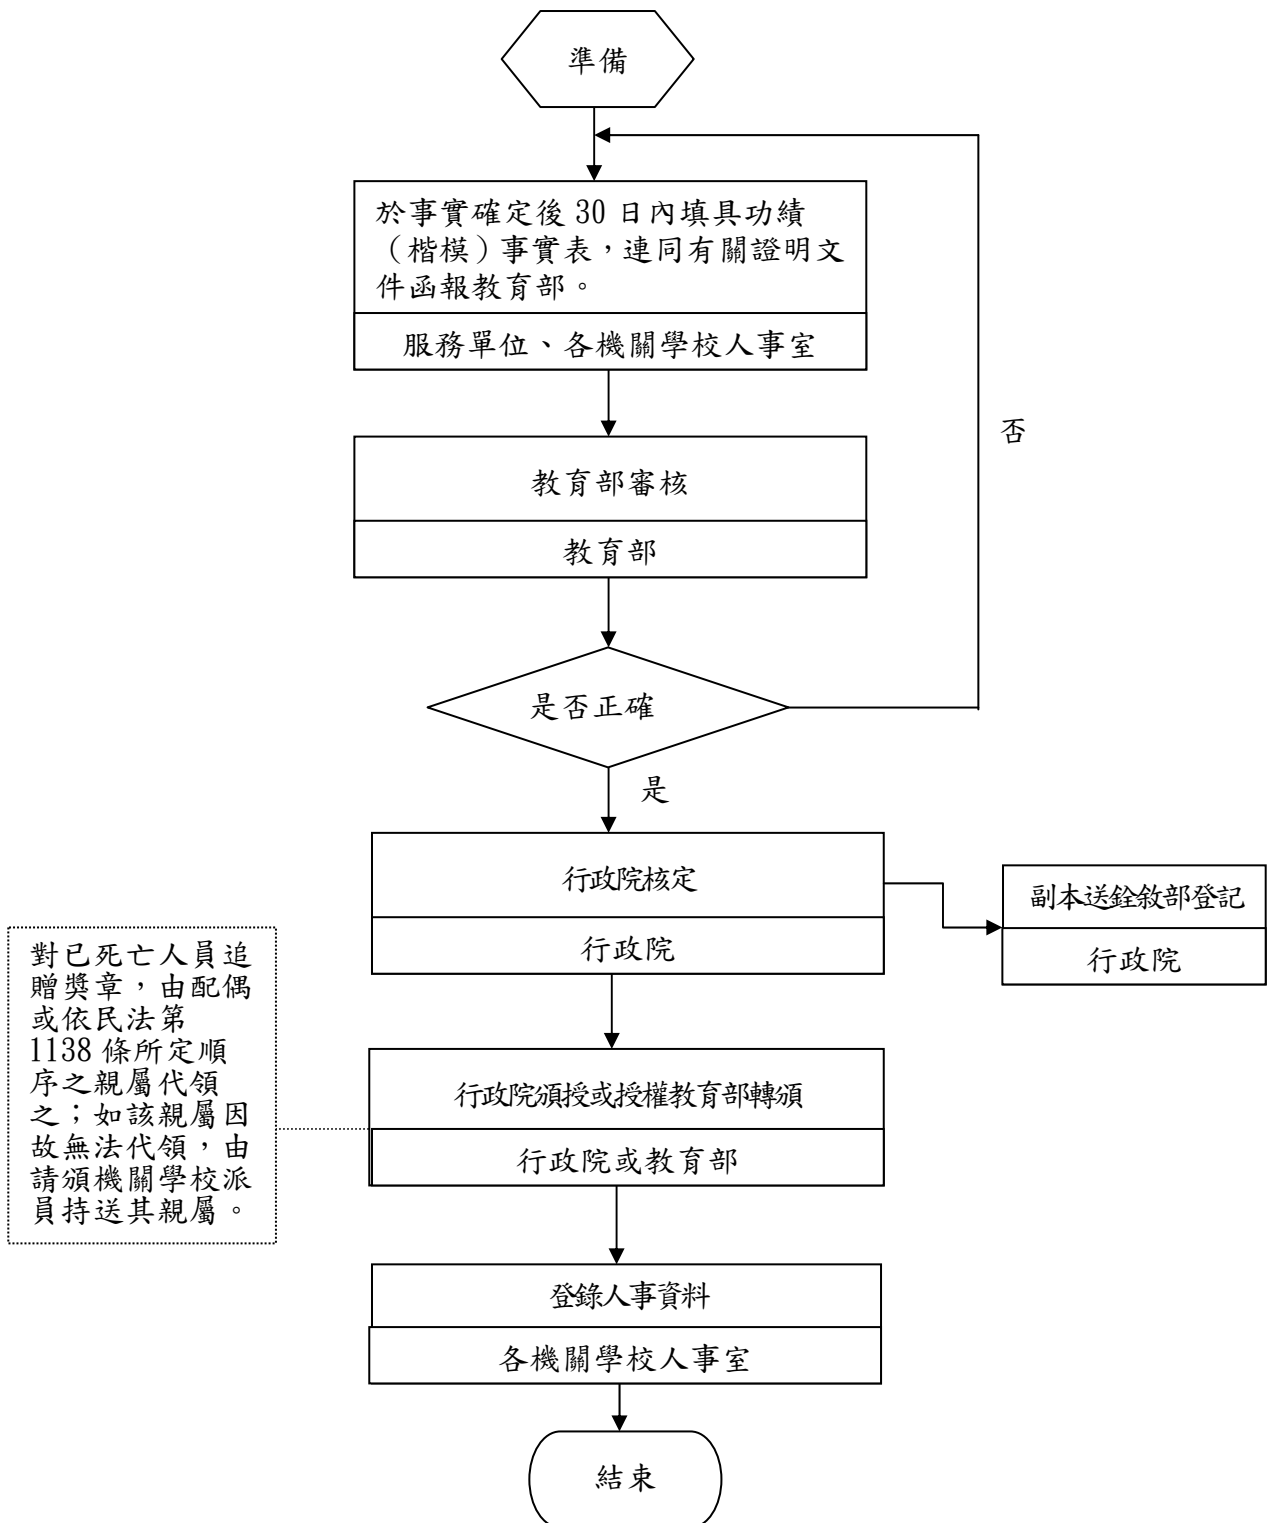 準備
於事實確定後 30 日內填具功績
（楷模）事實表，連同有關證明文
件函報教育部。
服務單位、各機關學校人事室
否
教育部審核
教育部
是否正確
是
行政院核定
行政院
副本送銓敘部登記
行政院
對已死亡人員追
贈獎章，由配偶
或依民法第
1138 條所定順
序之親屬代領
之；如該親屬因
故無法代領，由
請頒機關學校派
員持送其親屬。
行政院頒授或授權教育部轉頒
行政院或教育部
登錄人事資料
各機關學校人事室
結束